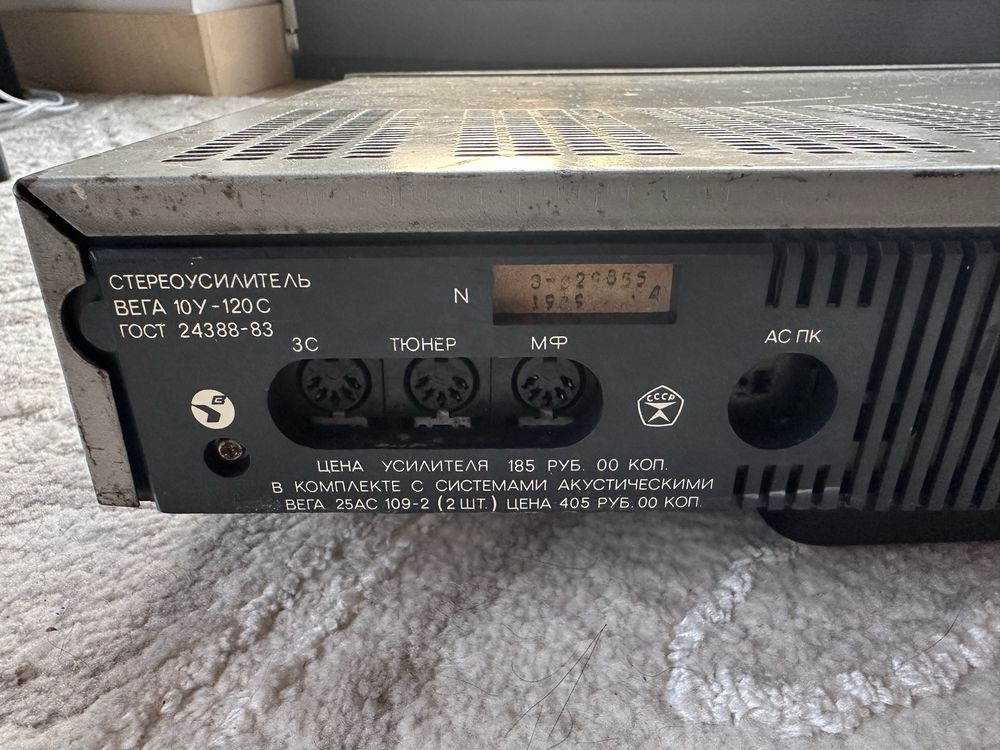 СТЕРЕОУСИЛИТЕЛЬ
ВЕГА 10У-120С
ГОСТ 24388-83
N
ЗС
ТЮНЕР
МФ
АС ПК
СССР
ЦЕНА УСИЛИТЕЛЯ 185 РУБ. 00 КОП.
В КОМПЛЕКТЕ С СИСТЕМАМИ АКУСТИЧЕСКИМИ
ВЕГА 25АС 109-2 (2 ШТ.) ЦЕНА 405 РУБ. 00 КОП.